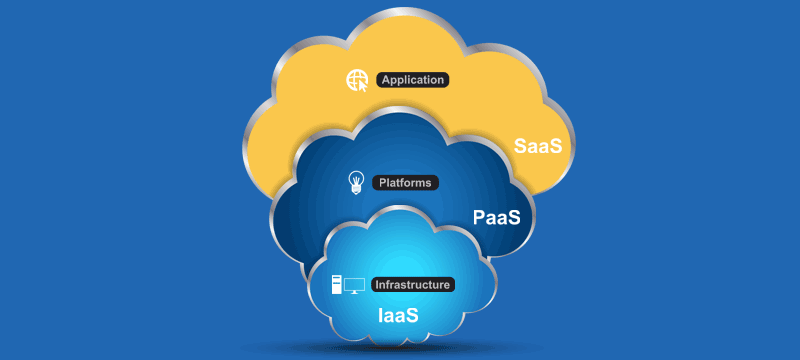 Application
SaaS
Platforms
PaaS
Infrastructure
IaaS